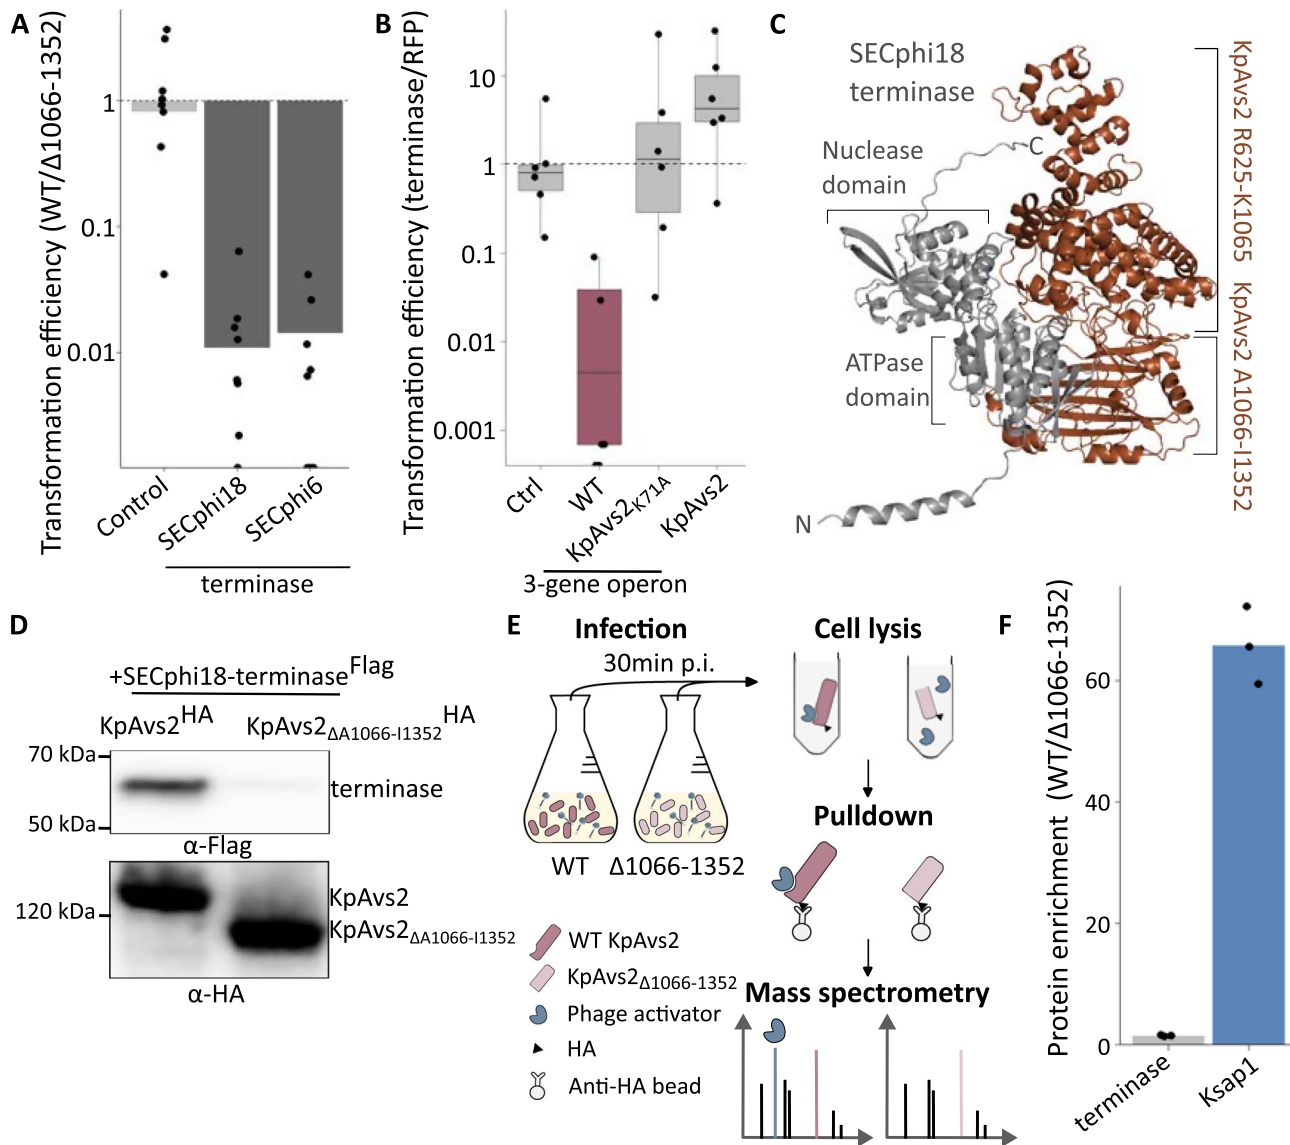 A
Transformation efficiency (WT/Δ1066-1352)
1
0.1
0.01
Control
SECphi18
SECphi6
terminase
B
Transformation efficiency (terminase/RFP)
10
1
0.1
0.01
0.001
Ctrl
WT
KpAvs2K71A
KpAvs2
3-gene operon
C
SECphi18
terminase
Nuclease
domain
C
ATPase
domain
N
KpAvs2 R625-K1065
KpAvs2 A1066-I1352
D
+SECphi18-terminaseFlag
KpAvs2HA
KpAvs2ΔA1066-I1352HA
70 kDa
50 kDa
terminase
α-Flag
120 kDa
KpAvs2
KpAvs2ΔA1066-I1352
α-HA
E
Infection
30min p.i.
WT
Δ1066-1352
Cell lysis
Pulldown
WT KpAvs2
KpAvs2Δ1066-1352
Phage activator
HA
Anti-HA bead
Mass spectrometry
F
Protein enrichment (WT/Δ1066-1352)
60
40
20
0
terminase
Ksap1